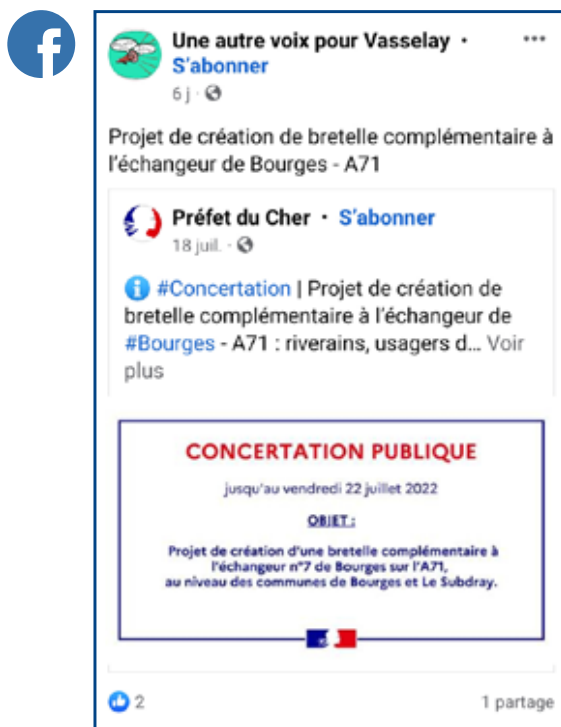 Une autre voix pour Vasselay • ...
S'abonner
6 j ·
Projet de création de bretelle complémentaire à
l'échangeur de Bourges - A71
Préfet du Cher • S'abonner
18 juil. ·
#Concertation | Projet de création de
bretelle complémentaire à l'échangeur de
#Bourges - A71 : riverains, usagers d... Voir
plus
CONCERTATION PUBLIQUE
jusqu'au vendredi 22 juillet 2022
OBJET :
Projet de création d'une bretelle complémentaire à
l'échangeur n°7 de Bourges sur l'A71,
au niveau des communes de Bourges et Le Subdray.
2 1 partage